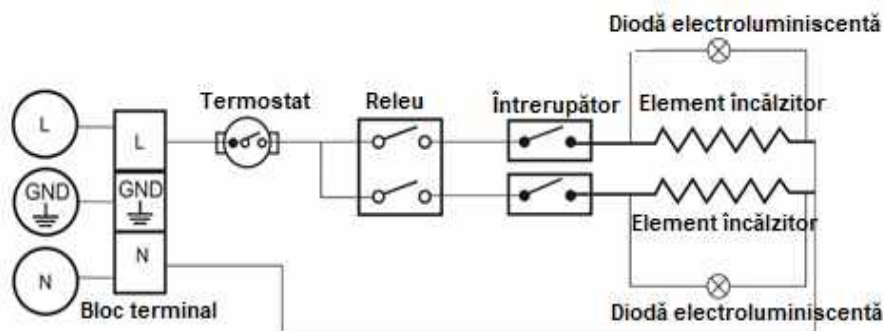 Diodă electroluminiscentă
Termostat
Releu
Întrerupător
Element încălzitor
L
L
GND
GND
Element încălzitor
N
N
Bloc terminal
Diodă electroluminiscentă